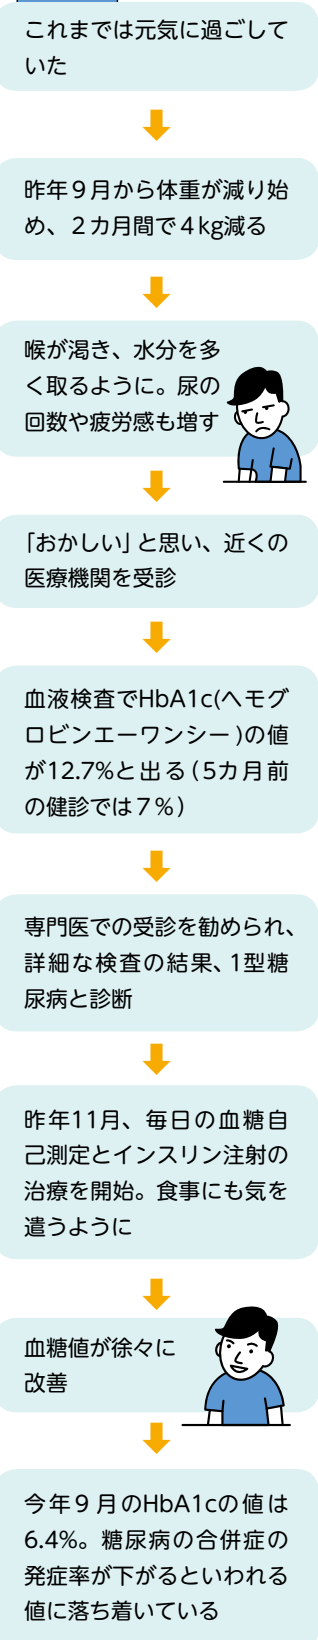 これまでは元気に過ごして
いた
昨年９月から体重が減り始
め、２カ月間で４kg減る
喉が渇き、水分を多
く取るように。尿の
回数や疲労感も増す
「おかしい」と思い、近くの
医療機関を受診
血液検査でHbA1c(ヘモグ
ロビンエーワンシー)の値
が12.7%と出る(5カ月前
の健診では７％)
専門医での受診を勧められ、
詳細な検査の結果、1型糖
尿病と診断
昨年11月、毎日の血糖自
己測定とインスリン注射の
治療を開始。食事にも気を
遣うように
血糖値が徐々に
改善
今年９月のHbA1cの値は
6.4%。糖尿病の合併症の
発症率が下がるといわれる
値に落ち着いている